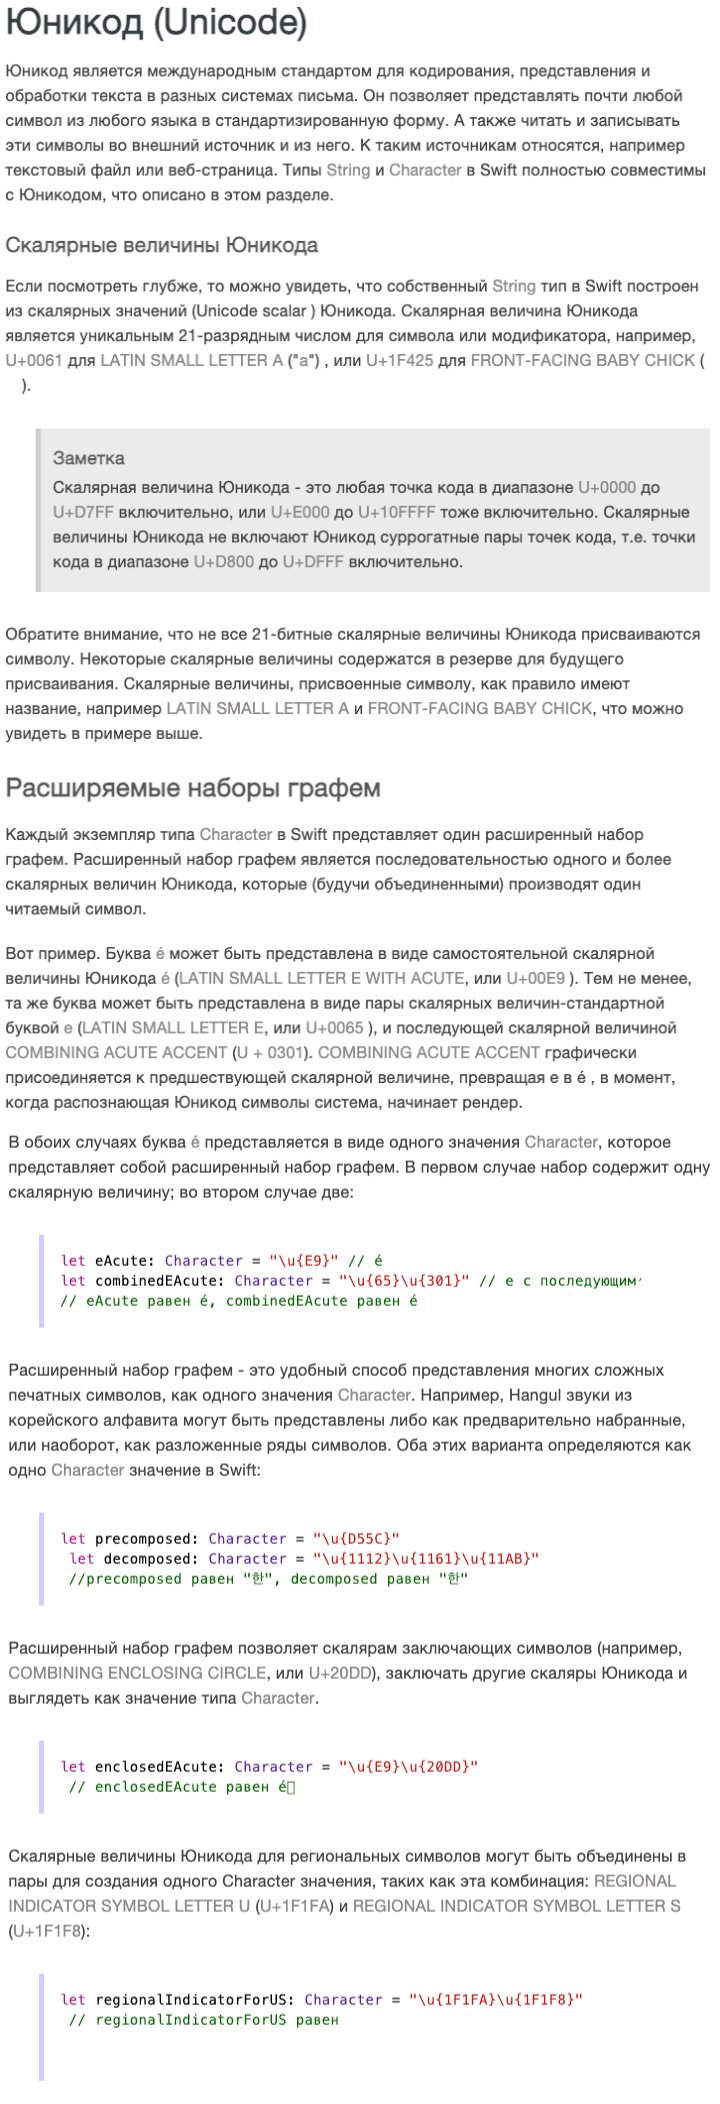 Юникод (Unicode)
Юникод является международным стандартом для кодирования, представления и
обработки текста в разных системах письма. Он позволяет представлять почти любой
символ из любого языка в стандартизированную форму. А также читать и записывать
эти символы во внешний источник и из него. К таким источникам относятся, например
текстовый файл или веб-страница. Типы String и Character в Swift полностью совместимы
с Юникодом, что описано в этом разделе.
Скалярные величины Юникода
Если посмотреть глубже, то можно увидеть, что собственный String тип в Swift построен
из скалярных значений (Unicode scalar ) Юникода. Скалярная величина Юникода
является уникальным 21-разрядным числом для символа или модификатора, например,
U+0061 для LATIN SMALL LETTER A ("a") , или U+1F425 для FRONT-FACING BABY CHICK (
).
Заметка
Скалярная величина Юникода - это любая точка кода в диапазоне U+0000 до
U+D7FF включительно, или U+E000 до U+10FFFF тоже включительно. Скалярные
величины Юникода не включают Юникод суррогатные пары точек кода, т.е. точки
кода в диапазоне U+D800 до U+DFFF включительно.
Обратите внимание, что не все 21-битные скалярные величины Юникода присваиваются
символу. Некоторые скалярные величины содержатся в резерве для будущего
присваивания. Скалярные величины, присвоенные символу, как правило имеют
название, например LATIN SMALL LETTER A и FRONT-FACING BABY CHICK, что можно
увидеть в примере выше.
Расширяемые наборы графем
Каждый экземпляр типа Character в Swift представляет один расширенный набор
графем. Расширенный набор графем является последовательностью одного и более
скалярных величин Юникода, которые (будучи объединенными) производят один
читаемый символ.
Вот пример. Буква é может быть представлена в виде самостоятельной скалярной
величины Юникода é (LATIN SMALL LETTER E WITH ACUTE, или U+00E9 ). Тем не менее,
та же буква может быть представлена в виде пары скалярных величин-стандартной
буквой e (LATIN SMALL LETTER E, или U+0065 ), и последующей скалярной величиной
COMBINING ACUTE ACCENT (U + 0301). COMBINING ACUTE ACCENT графически
присоединяется к предшествующей скалярной величине, превращая e в é , в момент,
когда распознающая Юникод символы система, начинает рендер.
В обоих случаях буква é представляется в виде одного значения Character, которое
представляет собой расширенный набор графем. В первом случае набор содержит одну
скалярную величину; во втором случае две:
let eAcute: Character = "\u{E9}" // é
let combinedEAcute: Character = "\u{65}\u{301}" // e с последующим
// eAcute равен é, combinedEAcute равен é
Расширенный набор графем - это удобный способ представления многих сложных
печатных символов, как одного значения Character. Например, Hangul звуки из
корейского алфавита могут быть представлены либо как предварительно набранные,
или наоборот, как разложенные ряды символов. Оба этих варианта определяются как
одно Character значение в Swift:
let precomposed: Character = "\u{D55C}"
let decomposed: Character = "\u{1112}\u{1161}\u{11AB}"
//precomposed равен "한", decomposed равен "한"
Расширенный набор графем позволяет скалярам заключающих символов (например,
COMBINING ENCLOSING CIRCLE, или U+20DD), заключать другие скаляры Юникода и
выглядеть как значение типа Character.
let enclosedEAcute: Character = "\u{E9}\u{20DD}"
// enclosedEAcute равен é▯
Скалярные величины Юникода для региональных символов могут быть объединены в
пары для создания одного Character значения, таких как эта комбинация: REGIONAL
INDICATOR SYMBOL LETTER U (U+1F1FA) и REGIONAL INDICATOR SYMBOL LETTER S
(U+1F1F8):
let regionalIndicatorForUS: Character = "\u{1F1FA}\u{1F1F8}"
// regionalIndicatorForUS равен